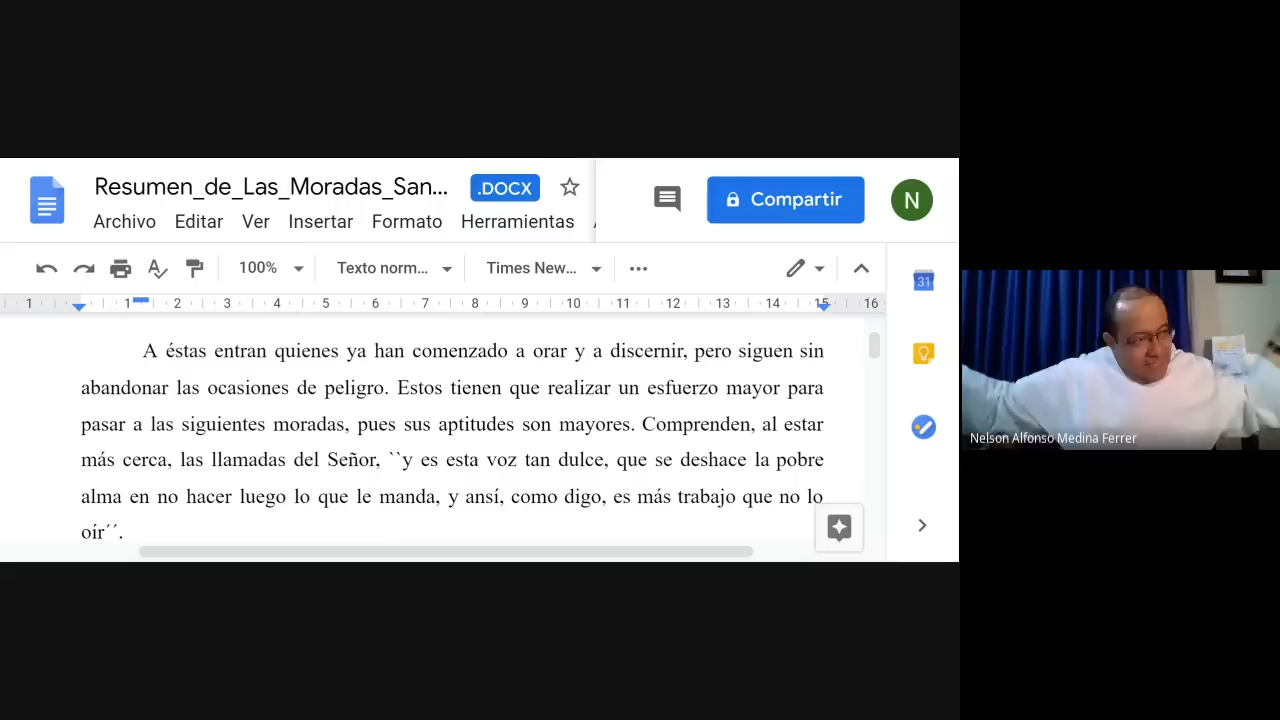 Resumen_de_Las_Moradas_San...
.DOCX
Compartir
N
Archivo Editar Ver Insertar Formato Herramientas
100% Texto norm... Times New...
1 1 2 3 4 5 6 7 8 9 10 11 12 13 14 15 16
31
A éstas entran quienes ya han comenzado a orar y a discernir, pero siguen sin
abandonar las ocasiones de peligro. Estos tienen que realizar un esfuerzo mayor para
pasar a las siguientes moradas, pues sus aptitudes son mayores. Comprenden, al estar
más cerca, las llamadas del Señor, ``y es esta voz tan dulce, que se deshace la pobre
alma en no hacer luego lo que le manda, y ansí, como digo, es más trabajo que no lo
oír´´.
Nelson Alfonso Medina Ferrer